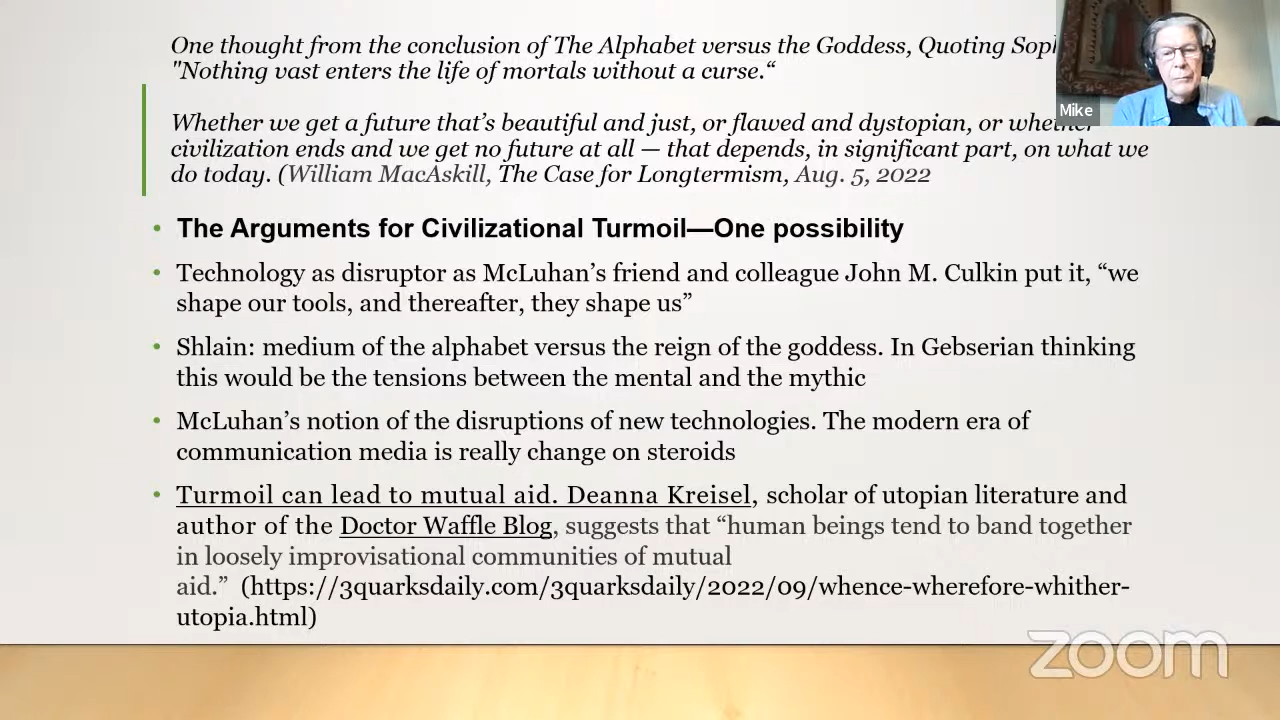 One thought from the conclusion of The Alphabet versus the Goddess, Quoting
"Nothing vast enters the life of mortals without a curse.“
Whether we get a future that’s beautiful and just, or flawed and dystopian, or whether
civilization ends and we get no future at all — that depends, in significant part, on what we
do today. (William MacAskill, The Case for Longtermism, Aug. 5, 2022
• The Arguments for Civilizational Turmoil—One possibility
• Technology as disruptor as McLuhan’s friend and colleague John M. Culkin put it, “we
shape our tools, and thereafter, they shape us”
• Shlain: medium of the alphabet versus the reign of the goddess. In Gebserian thinking
this would be the tensions between the mental and the mythic
• McLuhan’s notion of the disruptions of new technologies. The modern era of
communication media is really change on steroids
• Turmoil can lead to mutual aid. Deanna Kreisel, scholar of utopian literature and
author of the Doctor Waffle Blog, suggests that “human beings tend to band together
in loosely improvisational communities of mutual
aid.” (https://3quarksdaily.com/3quarksdaily/2022/09/whence-wherefore-whither-
utopia.html)
Mike
zoom